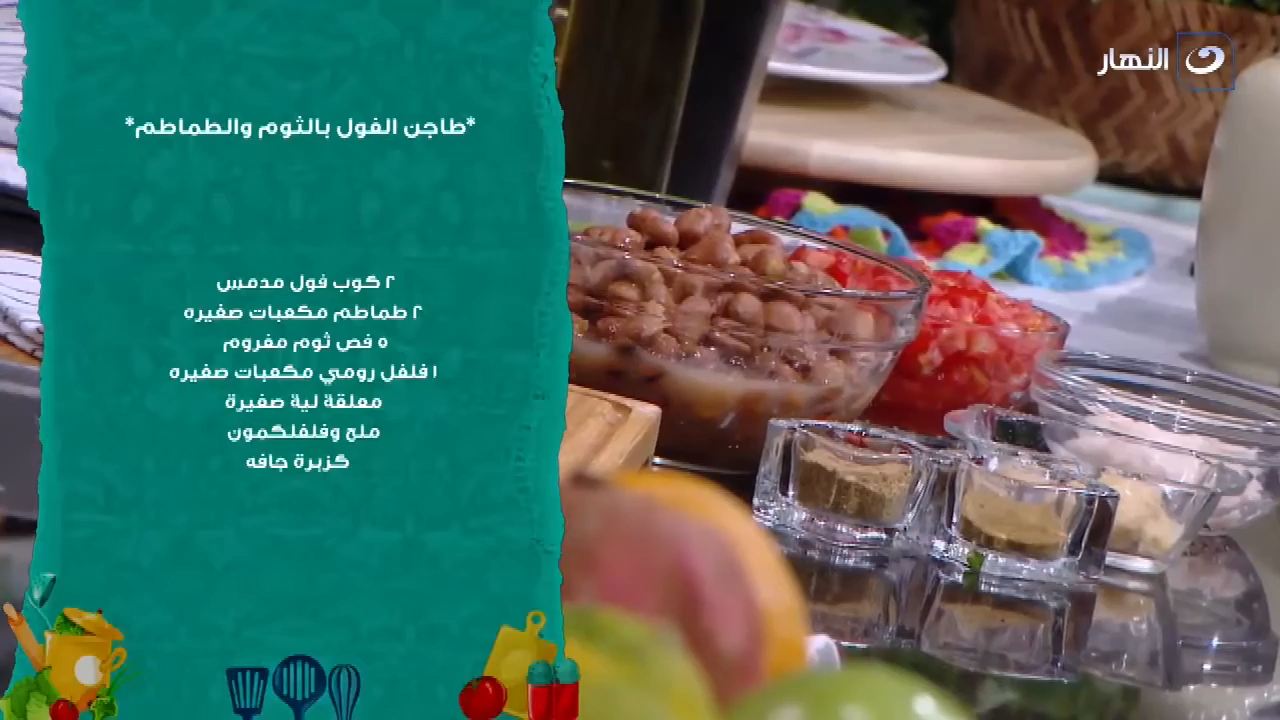 النهار
*طاجن الفول بالثوم والطماطم*
٢ كوب فول مدمس
٢ طماطم مكعبات صغيره
٥ فص ثوم مفروم
١ فلفل رومي مكعبات صغيره
معلقة لية صغيرة
ملح وفلفلكمون
كزبرة جافه